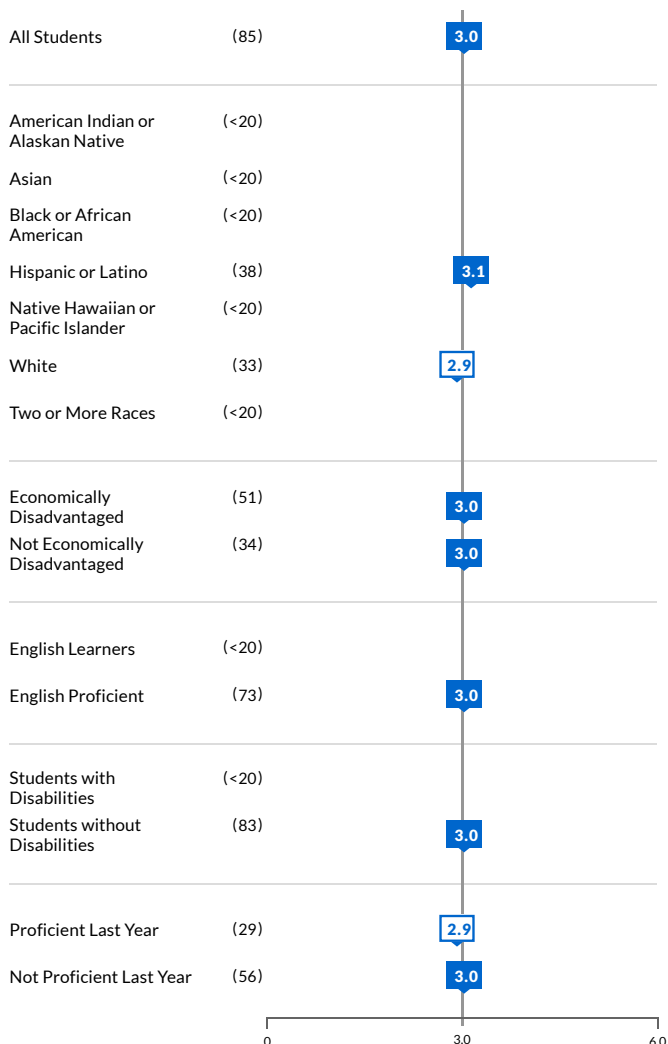 All Students (85) 3.0
American Indian or (<20)
Alaskan Native
Asian (<20)
Black or African (<20)
American
Hispanic or Latino (38) 3.1
Native Hawaiian or (<20)
Pacific Islander
White (33) 2.9
Two or More Races (<20)
Economically (51) 3.0
Disadvantaged
Not Economically (34) 3.0
Disadvantaged
English Learners (<20)
English Proficient (73) 3.0
Students with (<20)
Disabilities
Students without (83) 3.0
Disabilities
Proficient Last Year (29) 2.9
Not Proficient Last Year (56) 3.0
0 3.0 6.0